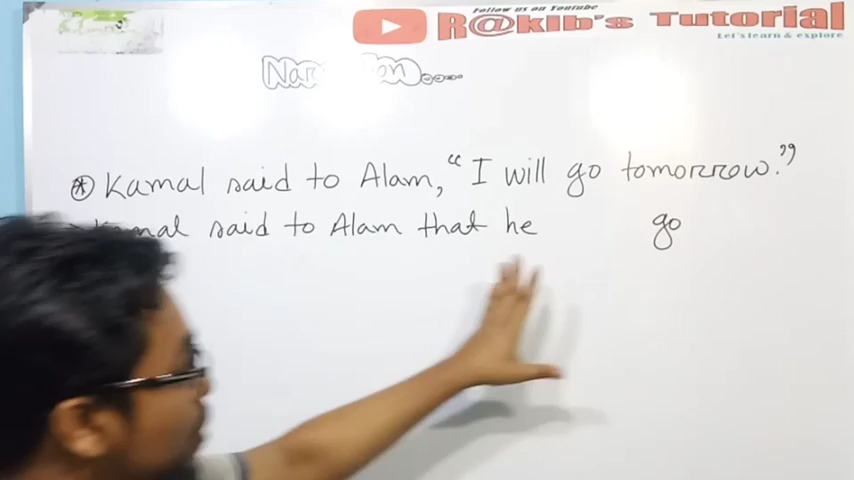 Follow us on Youtube
R@kIb's Tutorial
Let's learn & explore
* Kamal said to Alam, “I will go tomorrow.”
said to Alam that he go